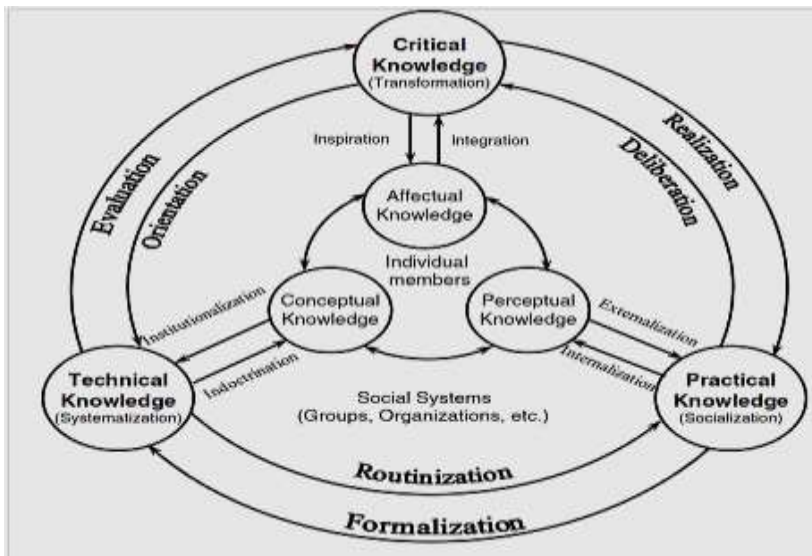 Critical
Knowledge
(Transformation)
Inspiration
Integration
Realization
Deliberation
Evaluation
Orientation
Affectual
Knowledge
Individual
members
Conceptual
Knowledge
Perceptual
Knowledge
Institutionalization
Indoctrination
Externalization
Internalization
Technical
Knowledge
(Systemalization)
Social Systems
(Groups, Organizations, etc.)
Practical
Knowledge
(Socialization)
Routinization
Formalization